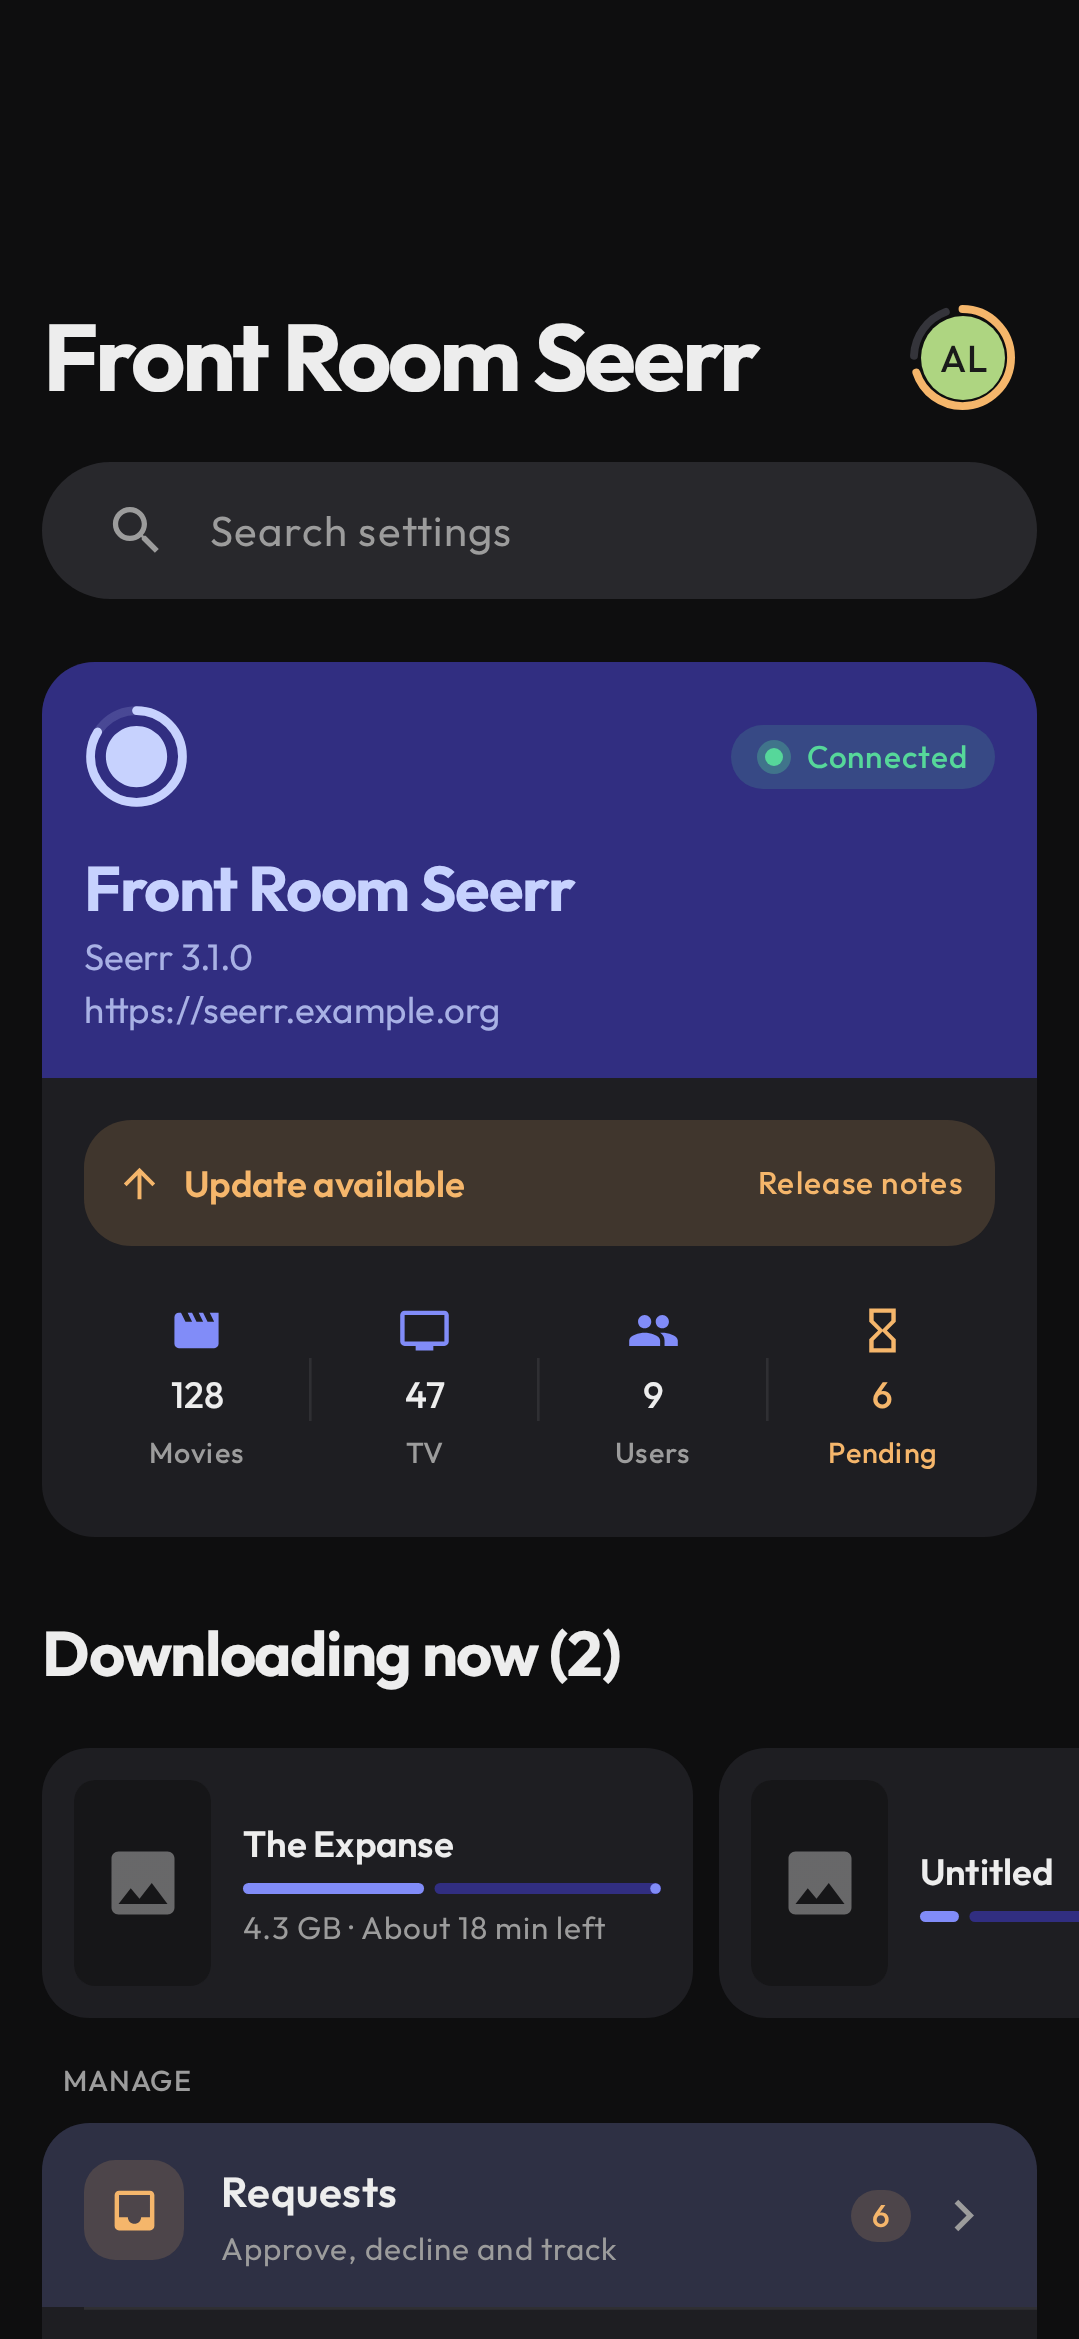 Front Room Seerr
AL
Search settings
Connected
Front Room Seerr
Seerr 3.1.0
https://seerr.example.org
Update available
Release notes
128
47
9
6
Movies
TV
Users
Pending
Downloading now (2)
The Expanse
4.3 GB · About 18 min left
Untitled
MANAGE
Requests
Approve, decline and track
6